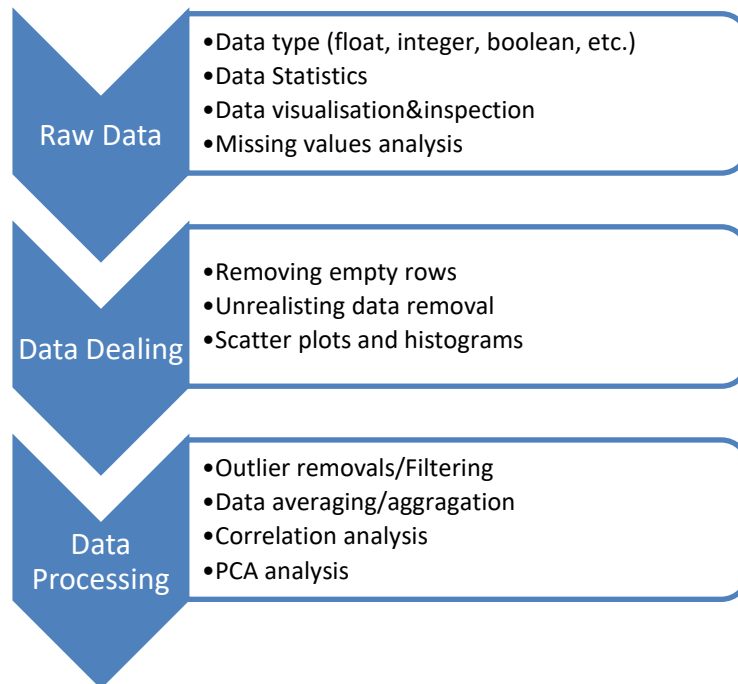 Raw Data
•Data type (float, integer, boolean, etc.)
•Data Statistics
•Data visualisation&inspection
•Missing values analysis
Data Dealing
•Removing empty rows
•Unrealisting data removal
•Scatter plots and histograms
Data
Processing
•Outlier removals/Filtering
•Data averaging/aggragation
•Correlation analysis
•PCA analysis